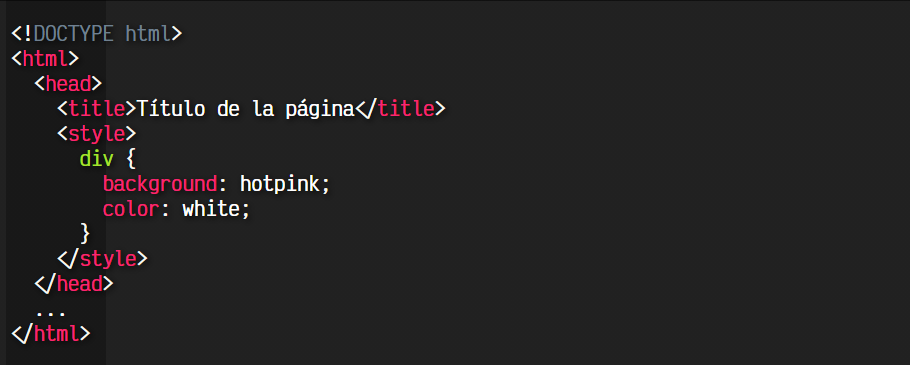 <!DOCTYPE html>
<html>
  <head>
    <title>Título de la página</title>
    <style>
      div {
        background: hotpink;
        color: white;
      }
    </style>
  </head>
  ...
</html>